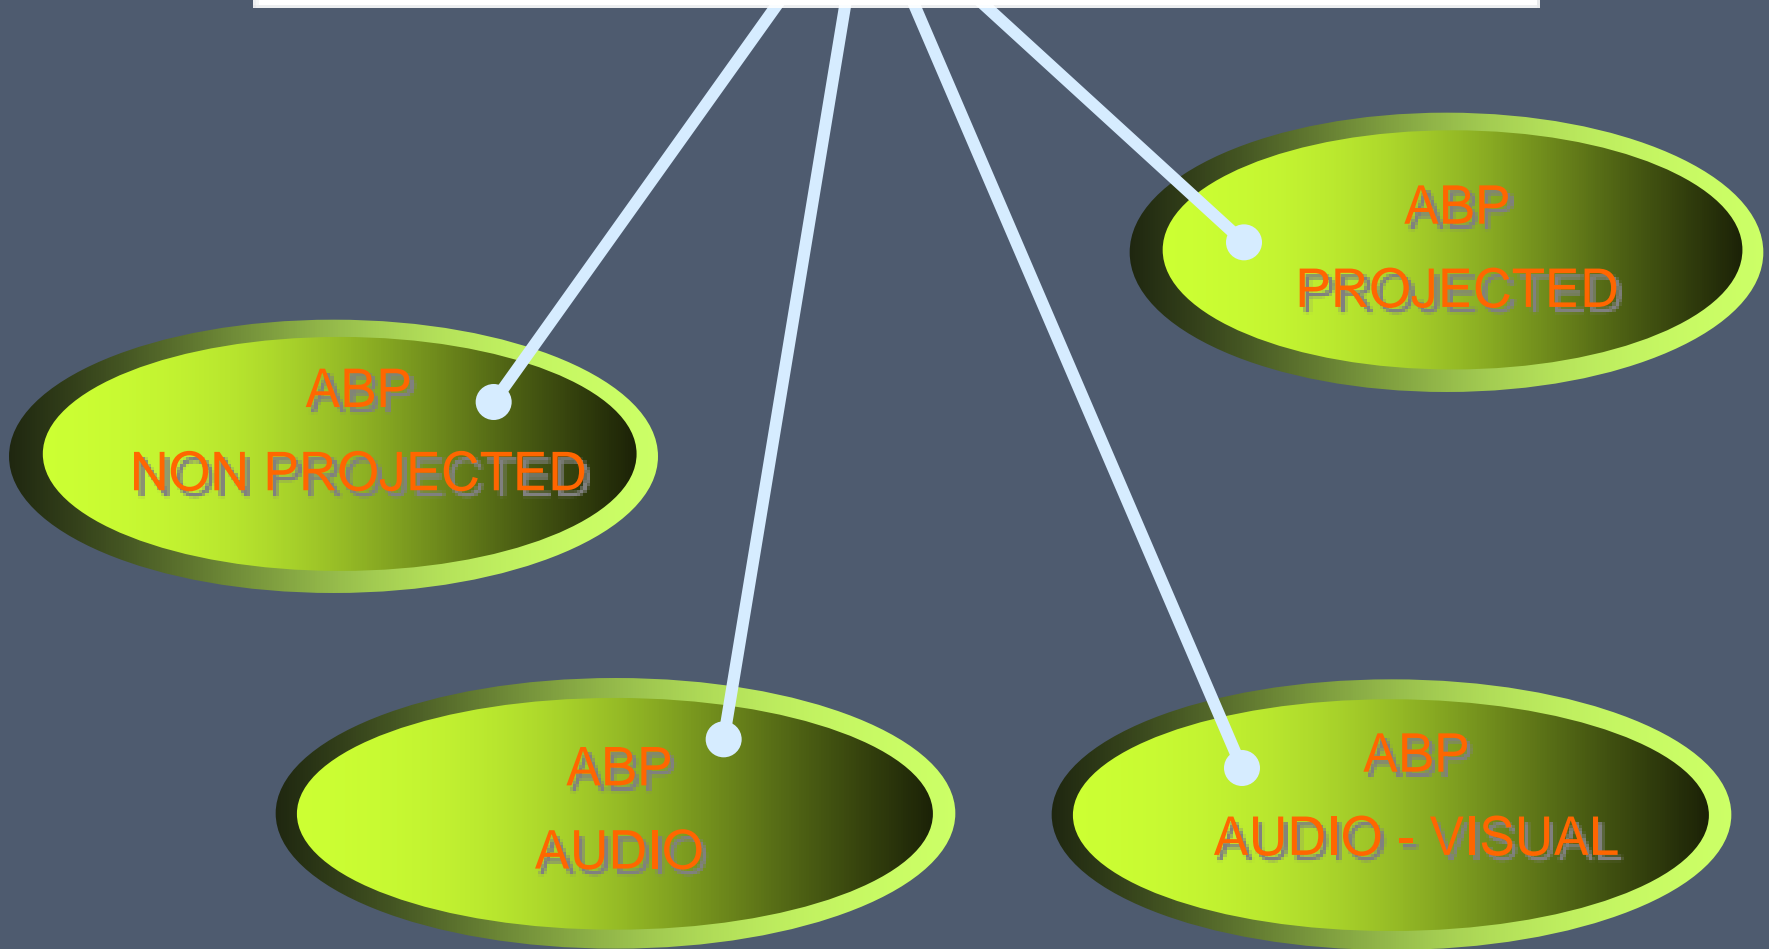 ABP
PROJECTED
ABP
NON PROJECTED
ABP
AUDIO
ABP
AUDIO - VISUAL